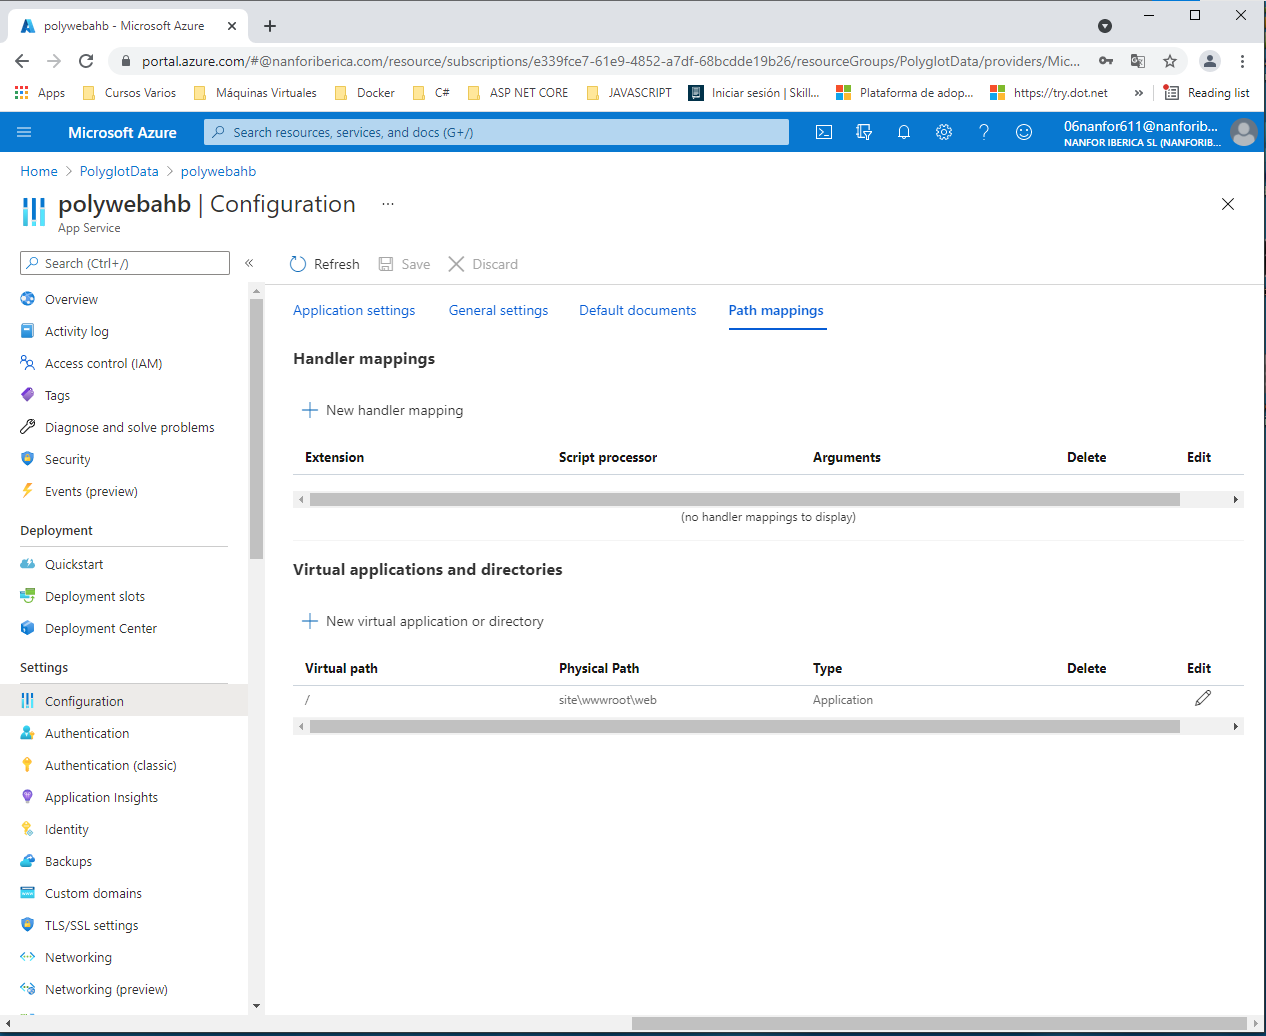 polywebahb - Microsoft Azure
portal.azure.com/#@nanforiberica.com/resource/subscriptions/e339fce7-61e9-4852-a7df-68bcdde19b26/resourceGroups/PolyglotData/providers/Mic...
Apps Cursos Varios Máquinas Virtuales Docker C# ASP NET CORE JAVASCRIPT Iniciar sesión | Skill... Plataforma de adop... https://try.dot.net » Reading list
Microsoft Azure Search resources, services, and docs (G+/) 06nanfor611@nanforib...
NANFOR IBERICA SL (NANFORIB...
Home > PolyglotData > polywebahb
polywebahb | Configuration ...
App Service
Search (Ctrl+/) « Refresh Save Discard
Overview
Activity log
Access control (IAM)
Tags
Diagnose and solve problems
Security
Events (preview)
Deployment
Quickstart
Deployment slots
Deployment Center
Settings
Configuration
Authentication
Authentication (classic)
Application Insights
Identity
Backups
Custom domains
TLS/SSL settings
Networking
Networking (preview)
Application settings General settings Default documents Path mappings
Handler mappings
New handler mapping
Extension Script processor Arguments Delete Edit
(no handler mappings to display)
Virtual applications and directories
New virtual application or directory
Virtual path Physical Path Type Delete Edit
/ site\wwwroot\web Application